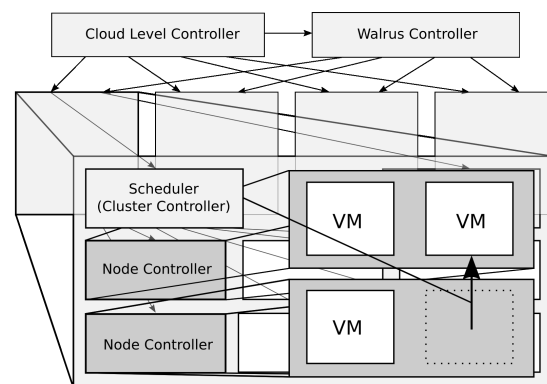 Cloud Level Controller
Walrus Controller
Scheduler
(Cluster Controller)
VM
VM
Node Controller
VM
Node Controller